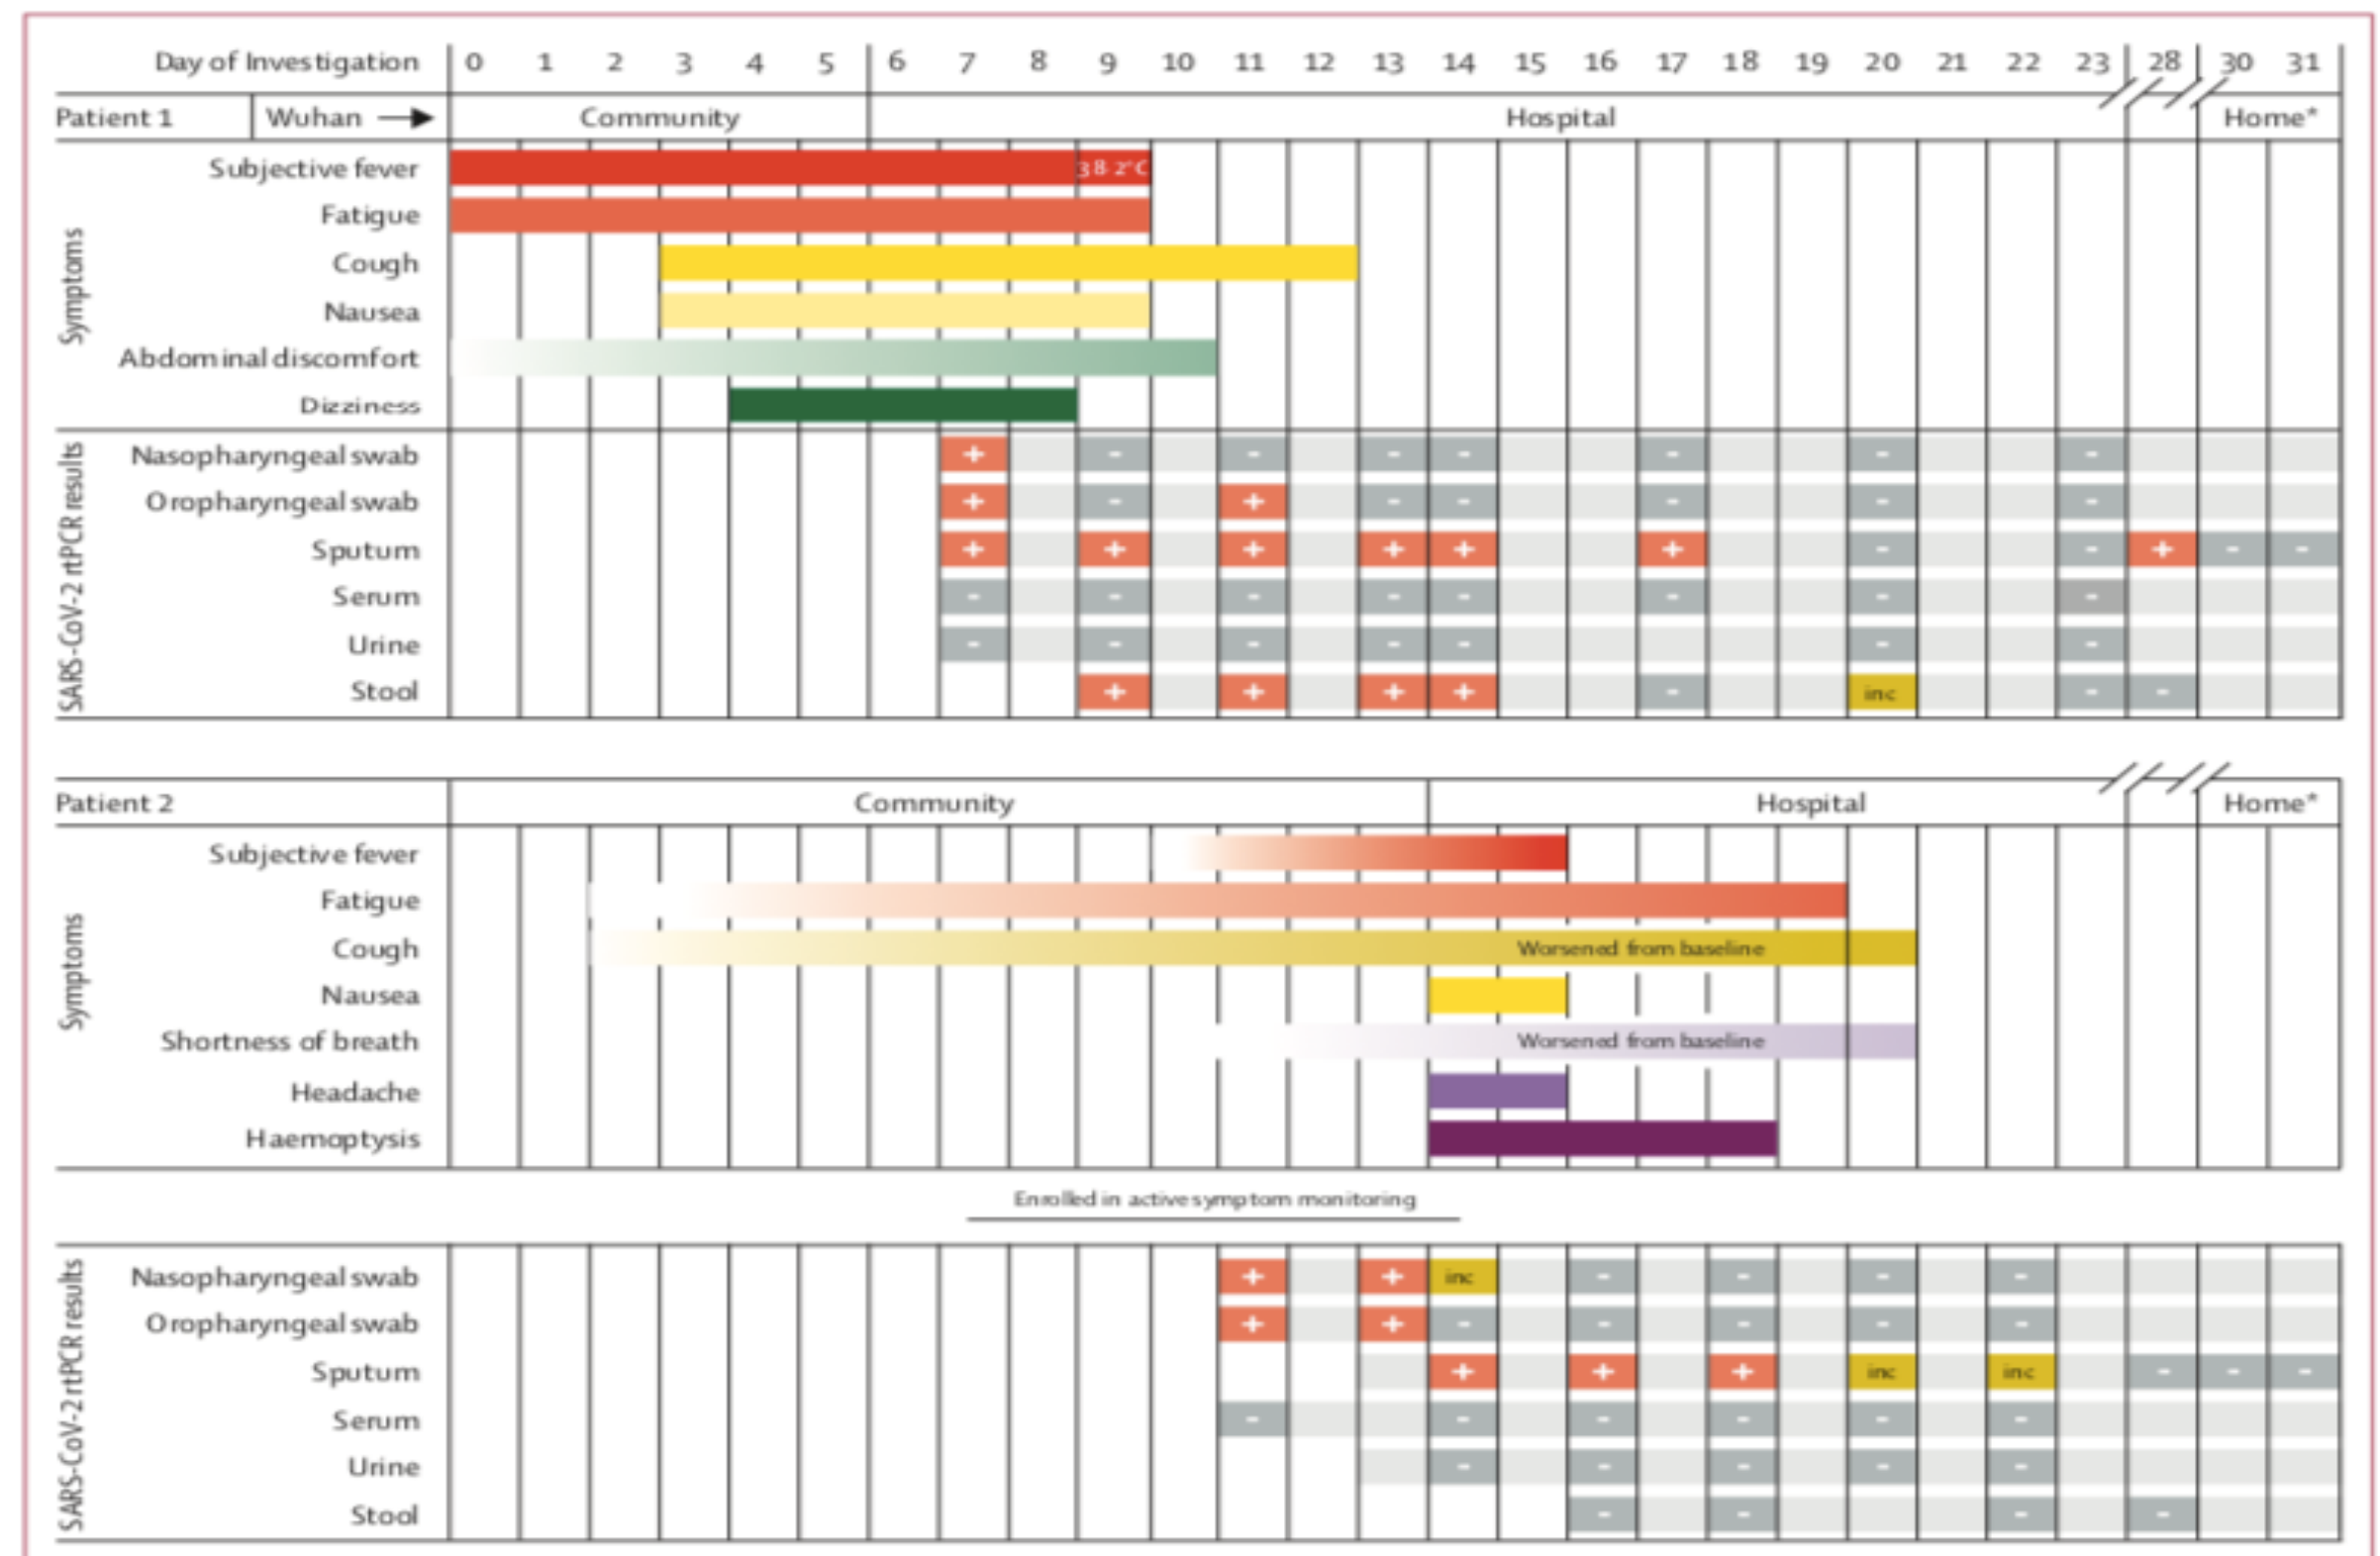 Day of Investigation 0 1 2 3 4 5 6 7 8 9 10 11 12 13 14 15 16 17 18 19 20 21 22 23 28 30 31
Patient 1 Wuhan Community Hospital Home*
Symptoms
Subjective fever 38·2°C
Fatigue
Cough
Nausea
Abdominal discomfort
Dizziness
SARS-CoV-2 rtPCR results
Nasopharyngeal swab + - - - - - - -
Oropharyngeal swab + - + - - - - -
Sputum + + + + + + - - + - -
Serum - - - - - - - -
Urine - - - - - - -
Stool + + + + - inc - -
Patient 2 Community Hospital Home*
Symptoms
Subjective fever
Fatigue
Cough Worsened from baseline
Nausea
Shortness of breath Worsened from baseline
Headache
Haemoptysis
Enrolled in active symptom monitoring
SARS-CoV-2 rtPCR results
Nasopharyngeal swab + + inc - - - -
Oropharyngeal swab + + - - - - -
Sputum + + + inc inc - - -
Serum - - - - - -
Urine - - - - -
Stool - - - -